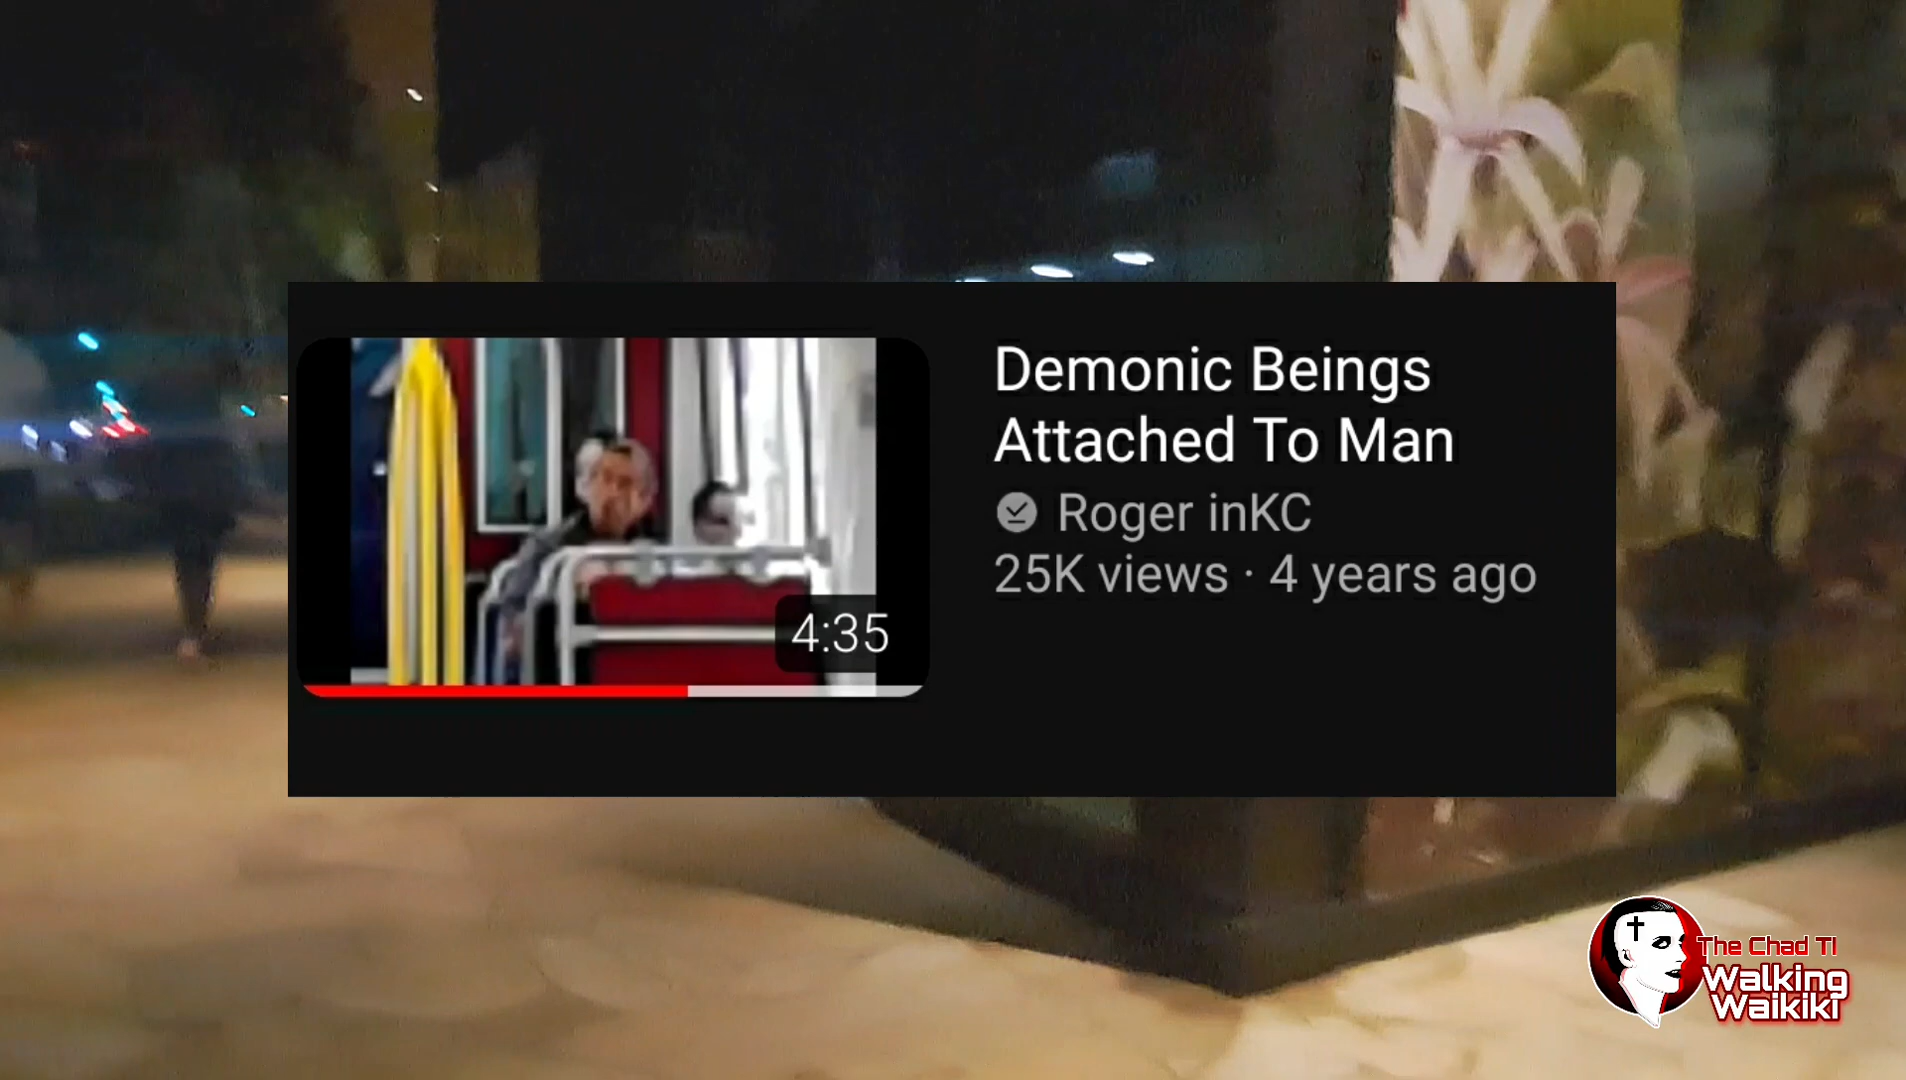 Demonic Beings
Attached To Man
Roger inKC
25K views · 4 years ago
4:35
The Chad TI
Walking
Waikiki